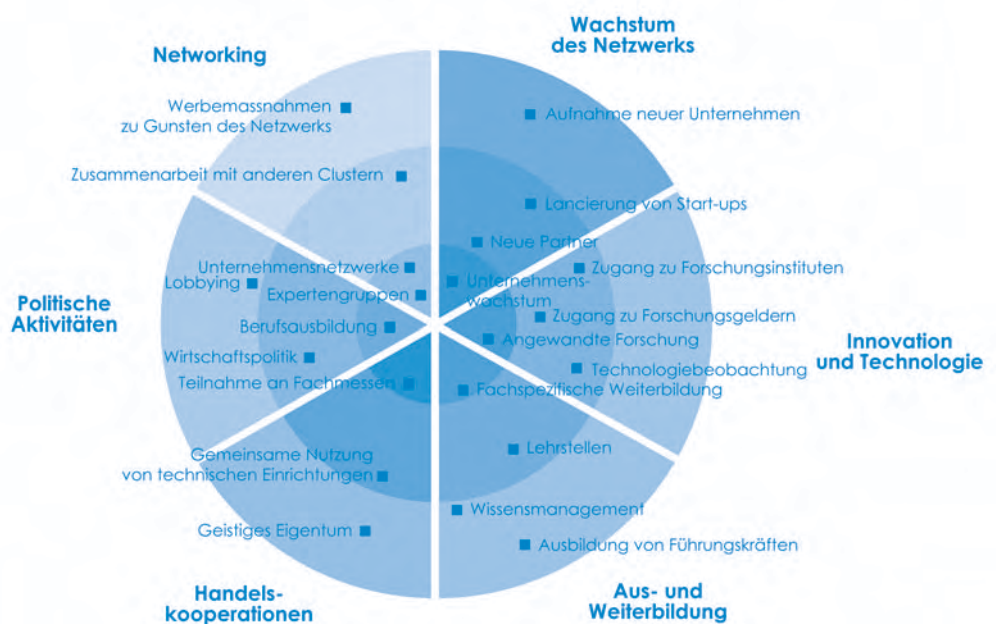 Wachstum
des Netzwerks
Networking
Werbemassnahmen
zu Gunsten des Netzwerks
Aufnahme neuer Unternehmen
Zusammenarbeit mit anderen Clustern
Lancierung von Start-ups
Neue Partner
Unternehmensnetzwerke
Zugang zu Forschungsinstituten
Lobbying
Expertengruppen
Unternehmens-
wachstum
Politische
Aktivitäten
Berufsausbildung
Zugang zu Forschungsgeldern
Angewandte Forschung
Innovation
und Technologie
Wirtschaftspolitik
Technologiebeobachtung
Teilnahme an Fachmessen
Fachspezifische Weiterbildung
Gemeinsame Nutzung
von technischen Einrichtungen
Lehrstellen
Wissensmanagement
Geistiges Eigentum
Ausbildung von Führungskräften
Handels-
kooperationen
Aus- und
Weiterbildung